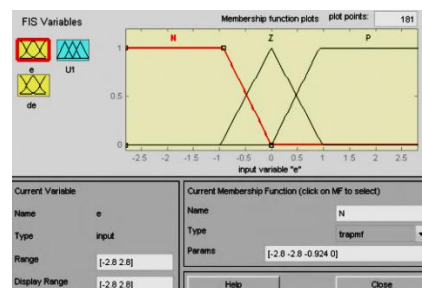 FIS Variables
Membership function plots plot points: 181
e
U1
de
N
Z
P
1
0.5
0
-2.5 -2 -1.5 -1 -0.5 0 0.5 1 1.5 2 2.5
input variable "e"
Current Variable
Name e
Type input
Range [-2.8 2.8]
Display Range [-2.8 2.8]
Current Membership Function (click on MF to select)
Name N
Type trapmf
Params [-2.8 -2.8 -0.924 0]
Help Close